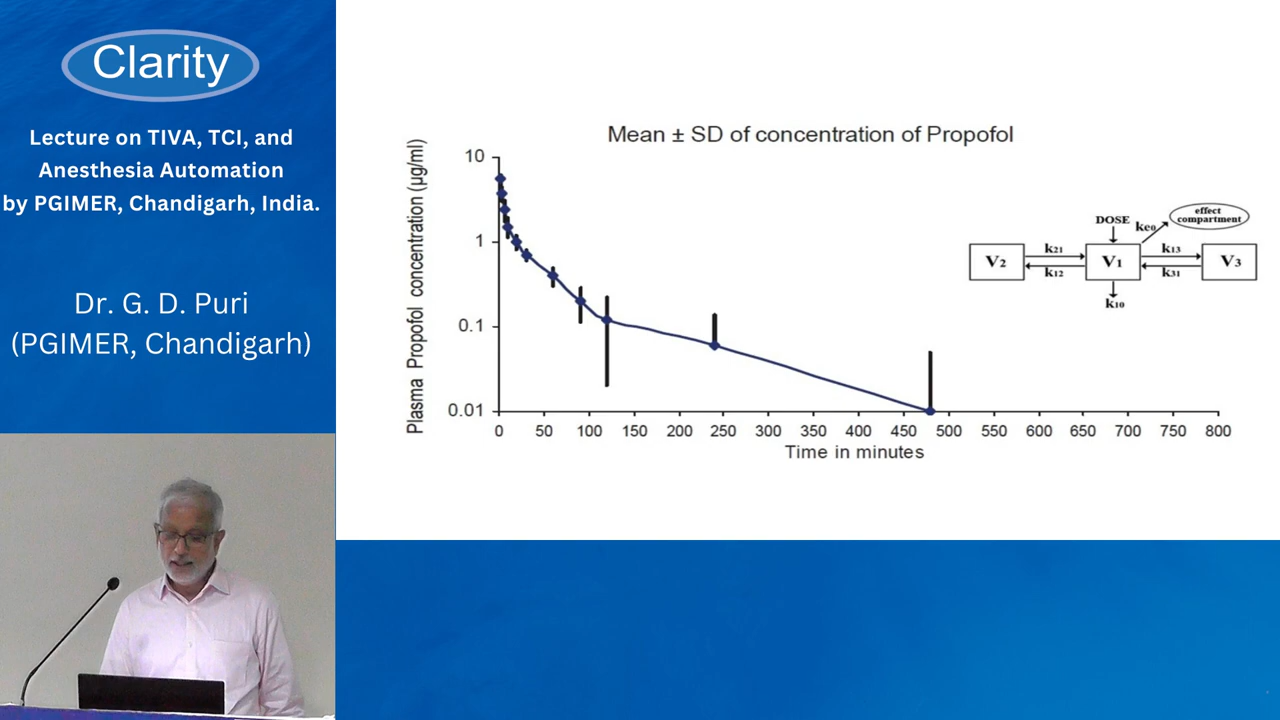 Clarity
Lecture on TIVA, TCI, and
Anesthesia Automation
by PGIMER, Chandigarh, India.
Dr. G. D. Puri
(PGIMER, Chandigarh)
Mean ± SD of concentration of Propofol
Plasma Propofol concentration (µg/ml)
10
1
0.1
0.01
0 50 100 150 200 250 300 350 400 450 500 550 600 650 700 750 800
Time in minutes
effect
compartment
DOSE
ke0
k21
k13
V2
V1
V3
k12
k31
k10